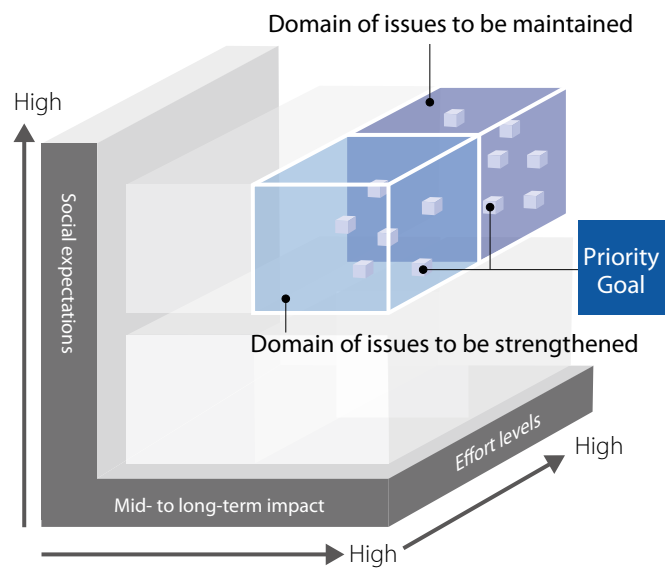 Domain of issues to be maintained
High
Social expectations
Priority
Goal
Domain of issues to be strengthened
Effort levels
High
Mid- to long-term impact
High